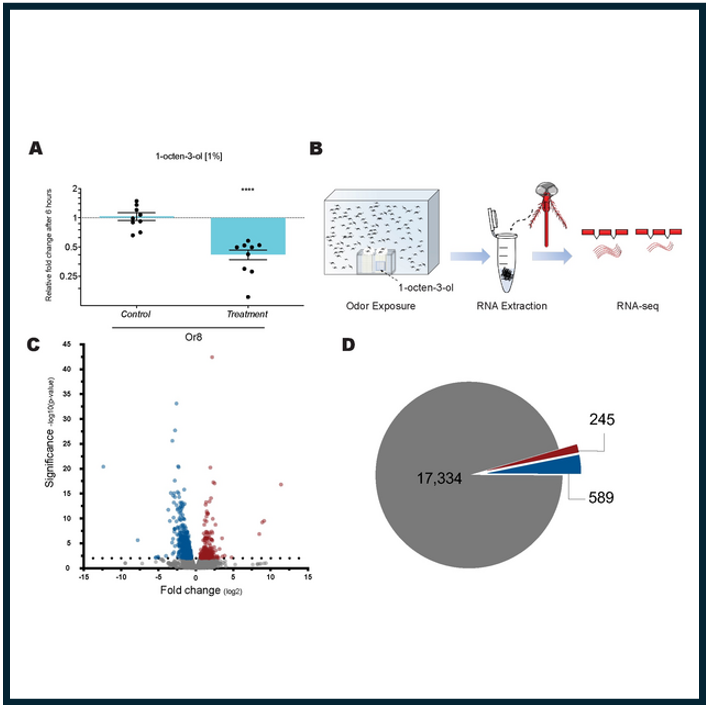 A
1-octen-3-ol [1%]
Relative fold change after 6 hours
2
1
0.5
0.25
****
Control
Treatment
Or8
B
1-octen-3-ol
Odor Exposure
RNA Extraction
RNA-seq
C
Significance -log10(p-value)
45
40
35
30
25
20
15
10
5
0
-15
-10
-5
0
5
10
15
Fold change (log2)
D
17,334
245
589